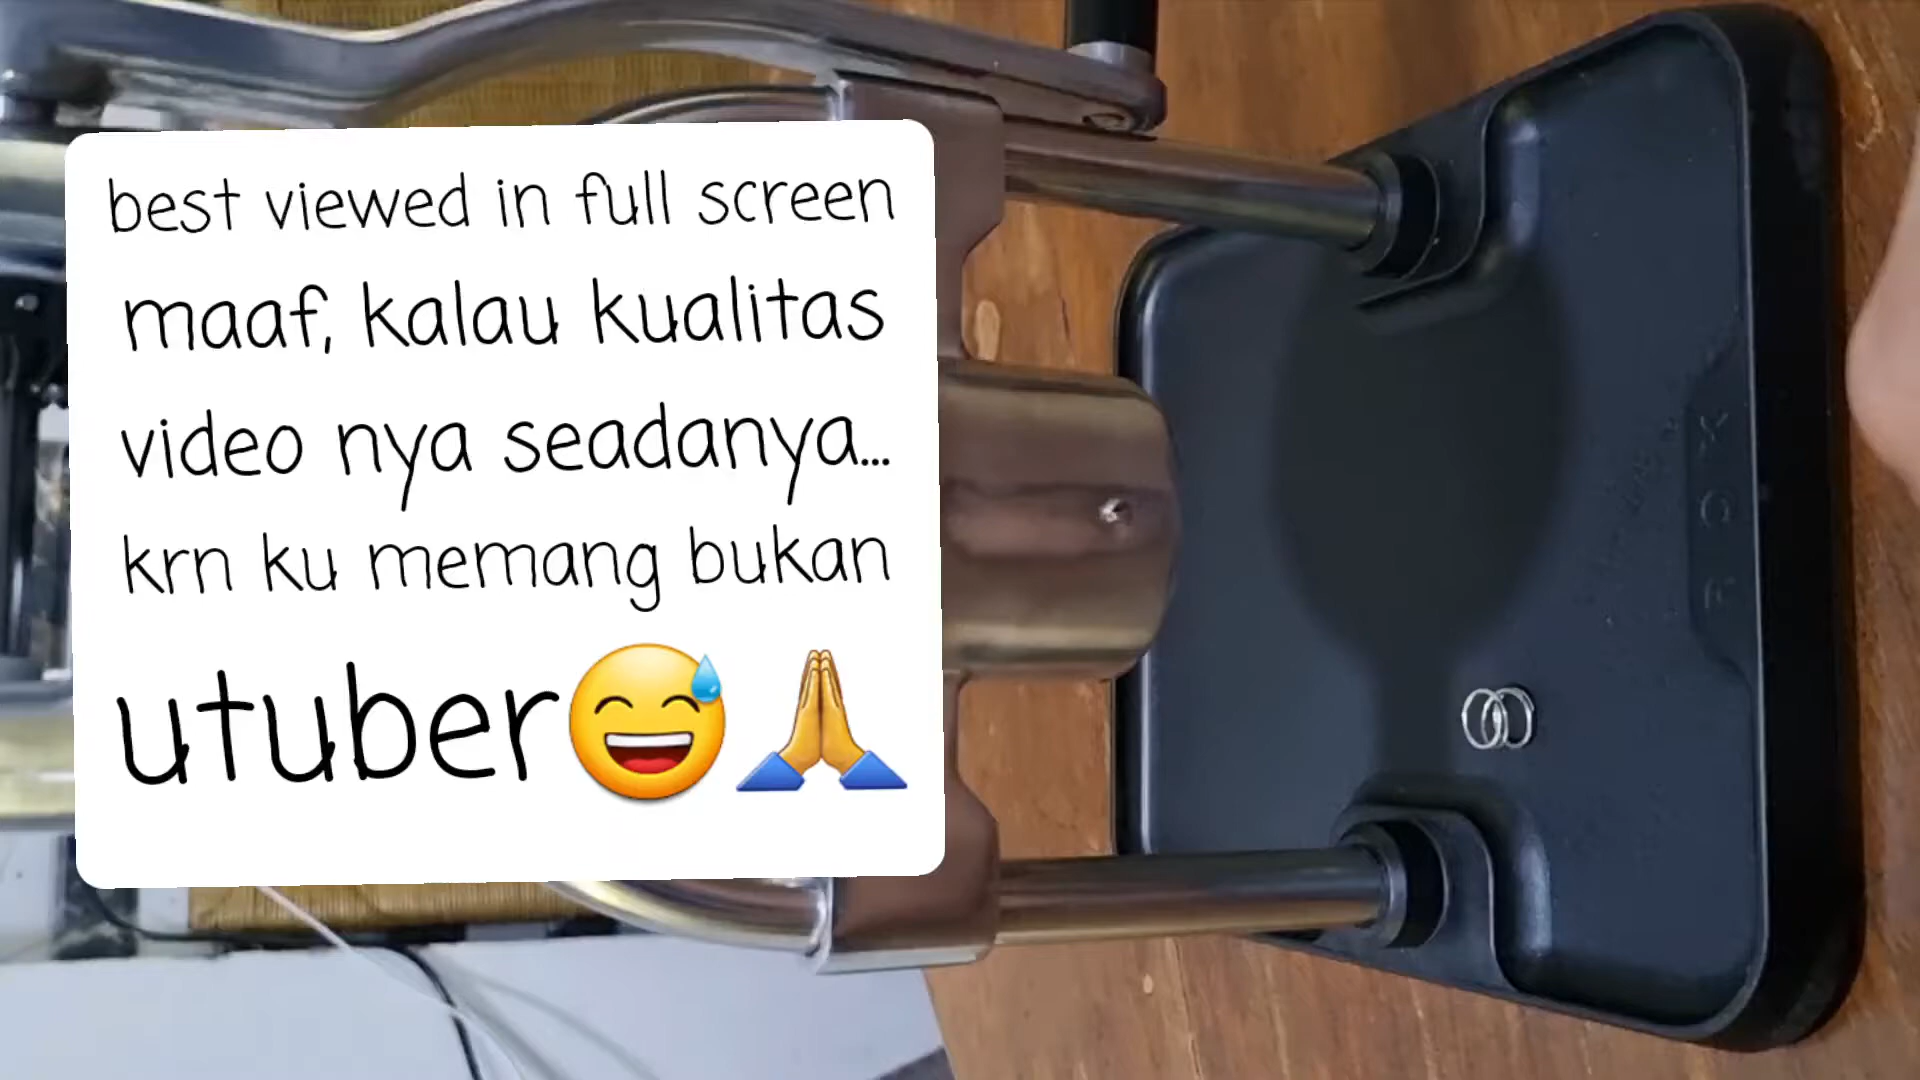 best viewed in full screen
maaf, kalau kualitas
video nya seadanya...
krn ku memang bukan
utuber😅🙏